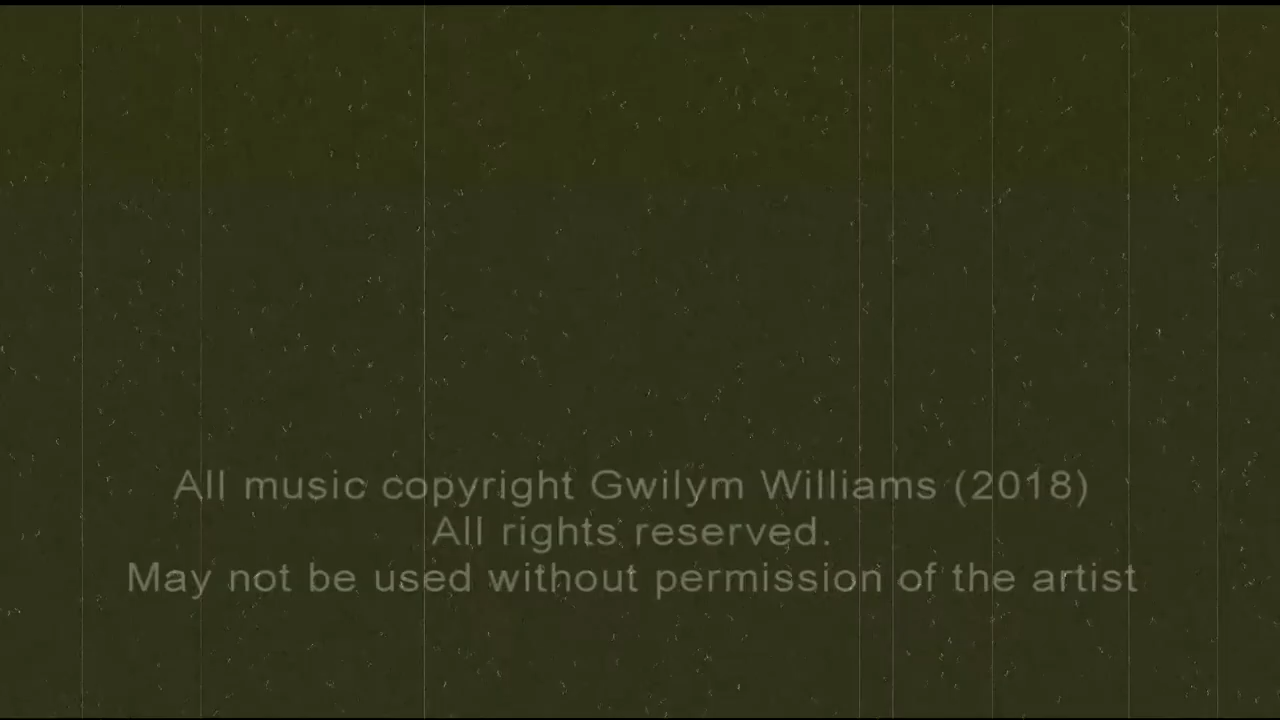 All music copyright Gwilym Williams (2018)
All rights reserved.
May not be used without permission of the artist